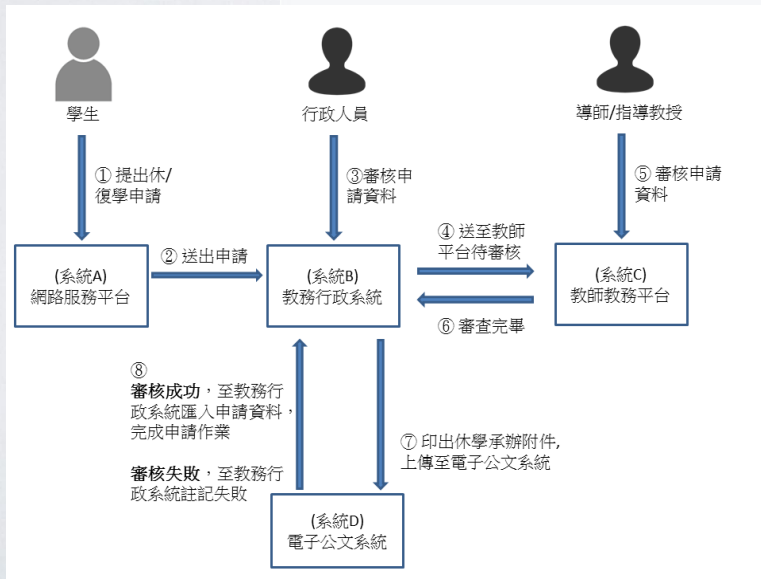 學生
行政人員
導師/指導教授
① 提出休/
復學申請
③審核申
請資料
⑤ 審核申請
資料
② 送出申請
④ 送至教師
平台待審核
(系統A)
網路服務平台
(系統B)
教務行政系統
(系統C)
教師教務平台
⑥ 審查完畢
⑧
審核成功，至教務行
政系統匯入申請資料，
完成申請作業
審核失敗，至教務行
政系統註記失敗
⑦ 印出休學承辦附件,
上傳至電子公文系統
(系統D)
電子公文系統